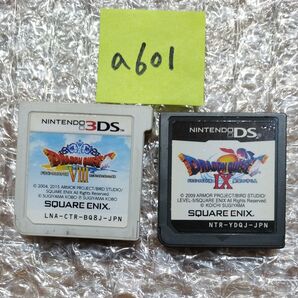 a601
NINTENDO 3DS
DRAGON QUEST
VIII
© 2004, 2015 ARMOR PROJECT/BIRD STUDIO/
SQUARE ENIX All Rights Reserved.
© SUGIYAMA KOBO ℗ SUGIYAMA KOBO
SQUARE ENIX.
LNA-CTR-BQ8J-JPN
NINTENDO DS
DRAGON QUEST
IX
© 2009 ARMOR PROJECT/BIRD STUDIO/
LEVEL-5/SQUARE ENIX All Rights Reserved.
© KOICHI SUGIYAMA
SQUARE ENIX.
NTR-YDQJ-JPN